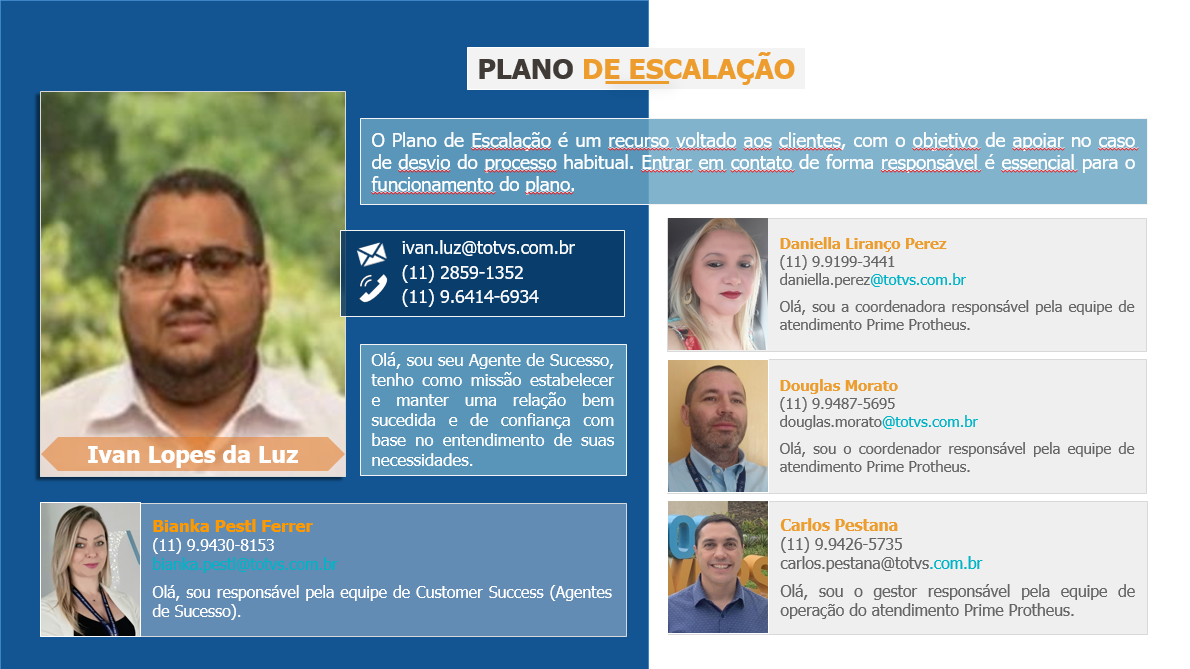 PLANO DE ESCALAÇÃO
O Plano de Escalação é um recurso voltado aos clientes, com o objetivo de apoiar no caso
de desvio do processo habitual. Entrar em contato de forma responsável é essencial para o
funcionamento do plano.
ivan.luz@totvs.com.br
(11) 2859-1352
(11) 9.6414-6934
Olá, sou seu Agente de Sucesso,
tenho como missão estabelecer
e manter uma relação bem
sucedida e de confiança com
base no entendimento de suas
necessidades.
Ivan Lopes da Luz
Bianka Pestl Ferrer
(11) 9.9430-8153
bianka.pestl@totvs.com.br
Olá, sou responsável pela equipe de Customer Success (Agentes
de Sucesso).
Daniella Liranço Perez
(11) 9.9199-3441
daniella.perez@totvs.com.br
Olá, sou a coordenadora responsável pela equipe de
atendimento Prime Protheus.
Douglas Morato
(11) 9.9487-5695
douglas.morato@totvs.com.br
Olá, sou o coordenador responsável pela equipe de
atendimento Prime Protheus.
Carlos Pestana
(11) 9.9426-5735
carlos.pestana@totvs.com.br
Olá, sou o gestor responsável pela equipe de
operação do atendimento Prime Protheus.